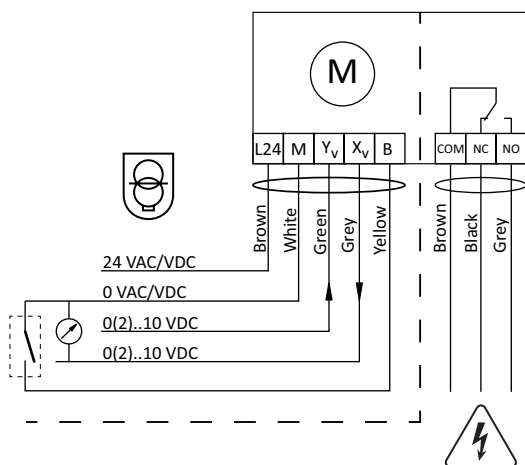 M
L24 M Yv Xv B COM NC NO
Brown White Green Grey Yellow Brown Black Grey
24 VAC/VDC
0 VAC/VDC
0(2)..10 VDC
0(2)..10 VDC